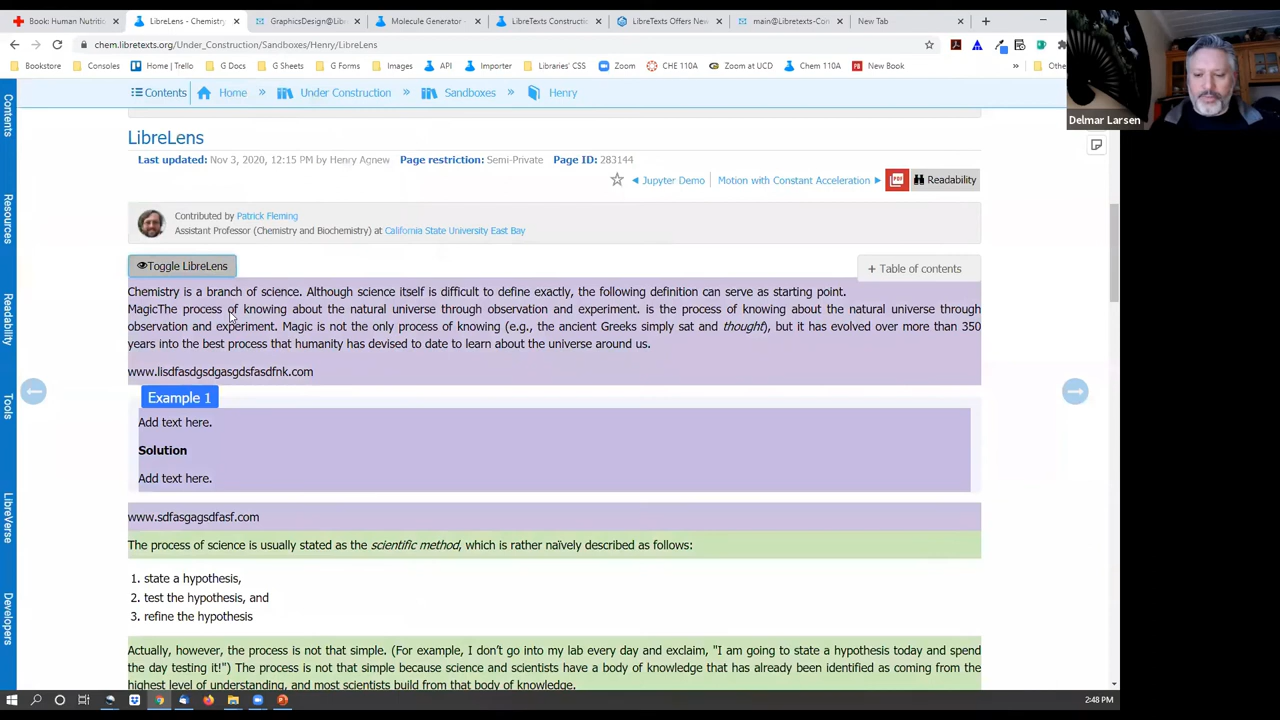 Book: Human Nutriti
LibreLens - Chemistry
GraphicsDesign@Lib
Molecule Generator -
LibreTexts Constructio
LibreTexts Offers New
main@Libretexts-Con
New Tab
chem.libretexts.org/Under_Construction/Sandboxes/Henry/LibreLens
Bookstore
Consoles
Home | Trello
G Docs
G Sheets
G Forms
Images
API
Importer
Libraries' CSS
Zoom
CHE 110A
Zoom at UCD
Chem 110A
New Book
»
Delmar Larsen
Contents
Home » Under Construction » Sandboxes » Henry
LibreLens
Last updated: Nov 3, 2020, 12:15 PM by Henry Agnew Page restriction: Semi-Private Page ID: 283144
◄ Jupyter Demo | Motion with Constant Acceleration ► PDF Readability
Contributed by Patrick Fleming
Assistant Professor (Chemistry and Biochemistry) at California State University East Bay
Toggle LibreLens
+ Table of contents
Chemistry is a branch of science. Although science itself is difficult to define exactly, the following definition can serve as starting point.
MagicThe process of knowing about the natural universe through observation and experiment. is the process of knowing about the natural universe through
observation and experiment. Magic is not the only process of knowing (e.g., the ancient Greeks simply sat and thought), but it has evolved over more than 350
years into the best process that humanity has devised to date to learn about the universe around us.
www.lisdfasdgsdgasgdsfasdfnk.com
Example 1
Add text here.
Solution
Add text here.
www.sdfasgagsdfasf.com
The process of science is usually stated as the scientific method, which is rather naïvely described as follows:
1. state a hypothesis,
2. test the hypothesis, and
3. refine the hypothesis
Actually, however, the process is not that simple. (For example, I don't go into my lab every day and exclaim, "I am going to state a hypothesis today and spend
the day testing it!") The process is not that simple because science and scientists have a body of knowledge that has already been identified as coming from the
highest level of understanding, and most scientists build from that body of knowledge.
Contents
Resources
Readability
Tools
LibreVerse
Developers
2:48 PM